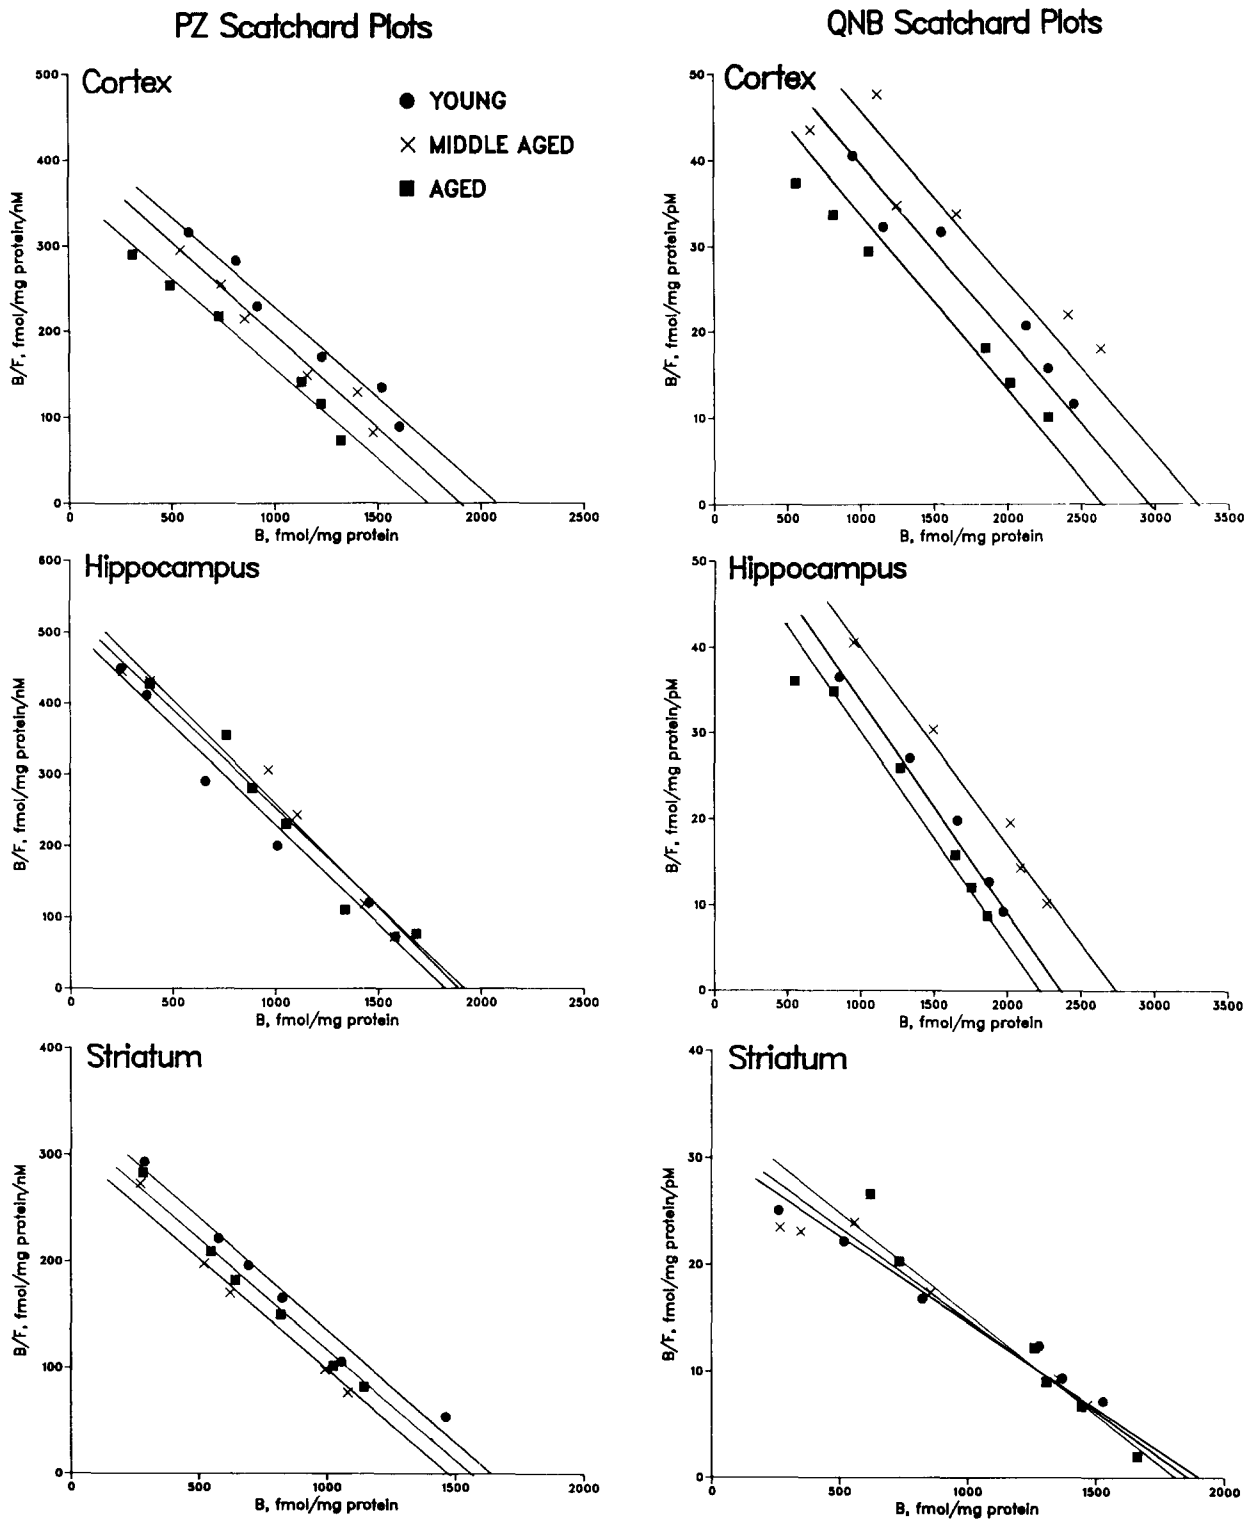 PZ Scatchard Plots
QNB Scatchard Plots
Cortex
YOUNG
MIDDLE AGED
AGED
500
400
300
200
100
0
B/F, fmol/mg protein/nM
0 500 1000 1500 2000 2500
B, fmol/mg protein
Cortex
50
40
30
20
10
0
B/F, fmol/mg protein/pM
0 500 1000 1500 2000 2500 3000 3500
B, fmol/mg protein
Hippocampus
600
500
400
300
200
100
0
B/F, fmol/mg protein/nM
0 500 1000 1500 2000 2500
B, fmol/mg protein
Hippocampus
50
40
30
20
10
0
B/F, fmol/mg protein/pM
0 500 1000 1500 2000 2500 3000 3500
B, fmol/mg protein
Striatum
400
300
200
100
0
B/F, fmol/mg protein/nM
0 500 1000 1500 2000
B, fmol/mg protein
Striatum
40
30
20
10
0
B/F, fmol/mg protein/pM
0 500 1000 1500 2000
B, fmol/mg protein